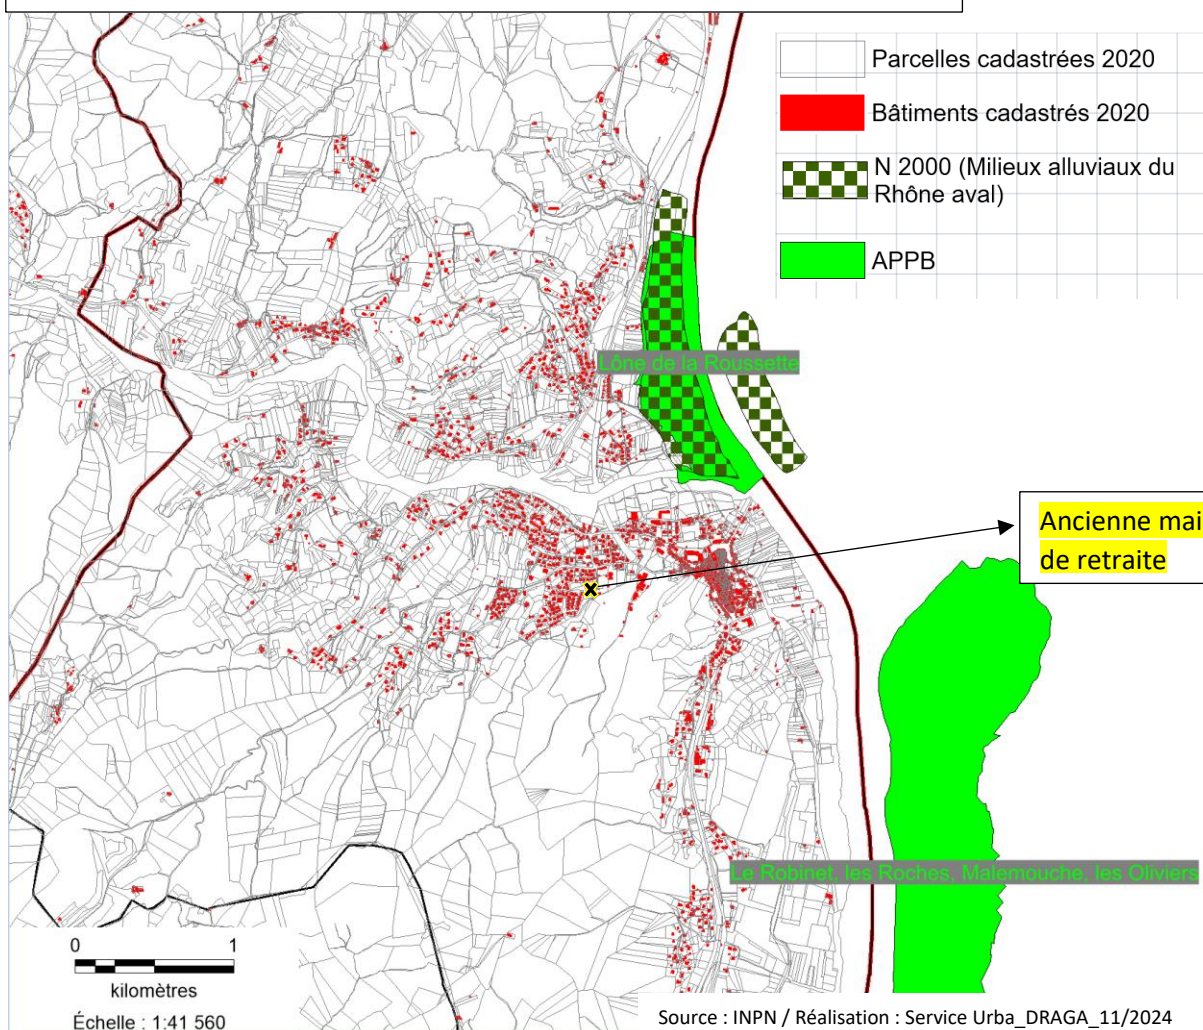 Parcelles cadastrées 2020
Bâtiments cadastrés 2020
N 2000 (Milieux alluviaux du
Rhône aval)
APPB
Lône de la Roussette
Ancienne mai
de retraite
Le Robinet, les Roches, Malemouche, les Oliviers
0 1
kilomètres
Échelle : 1:41 560
Source : INPN / Réalisation : Service Urba_DRAGA_11/2024